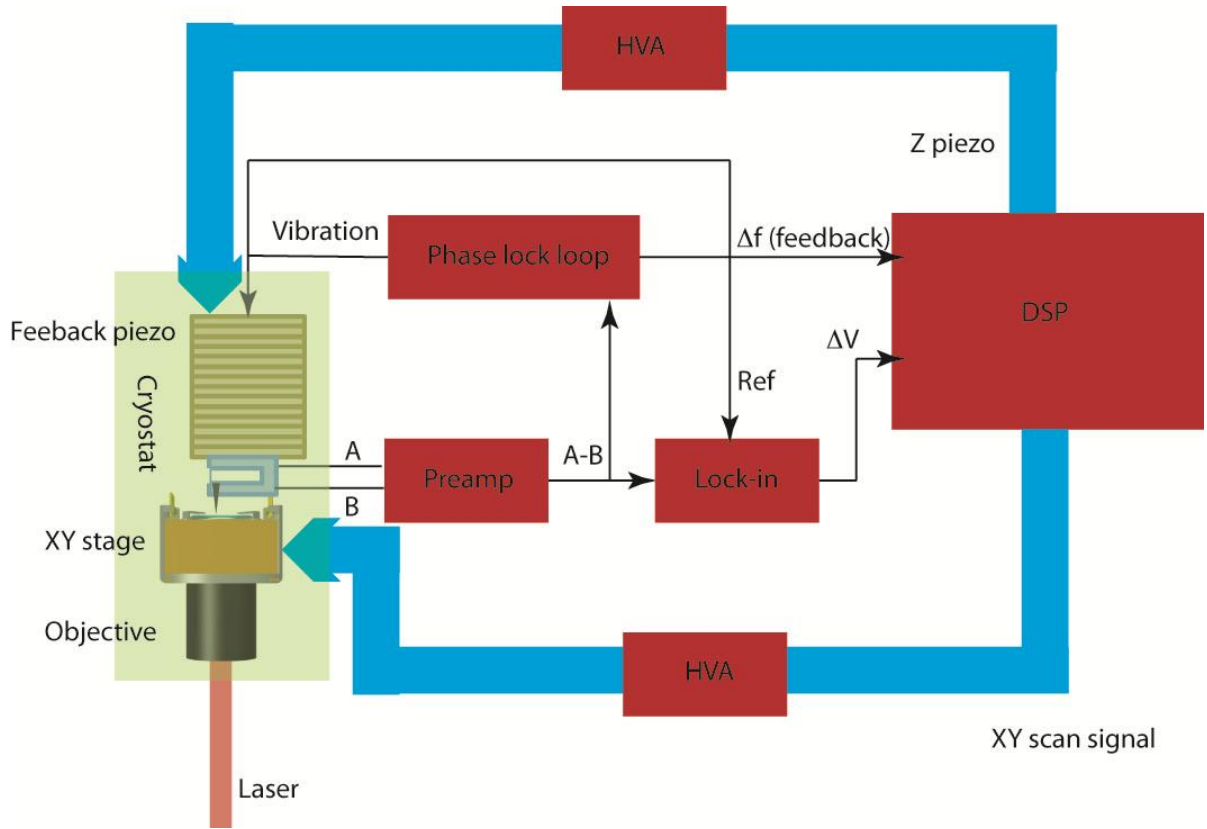 HVA
Z piezo
Vibration
Phase lock loop
Δf (feedback)
DSP
Feeback piezo
ΔV
Cryostat
Ref
A
A-B
Preamp
Lock-in
B
XY stage
Objective
HVA
XY scan signal
Laser